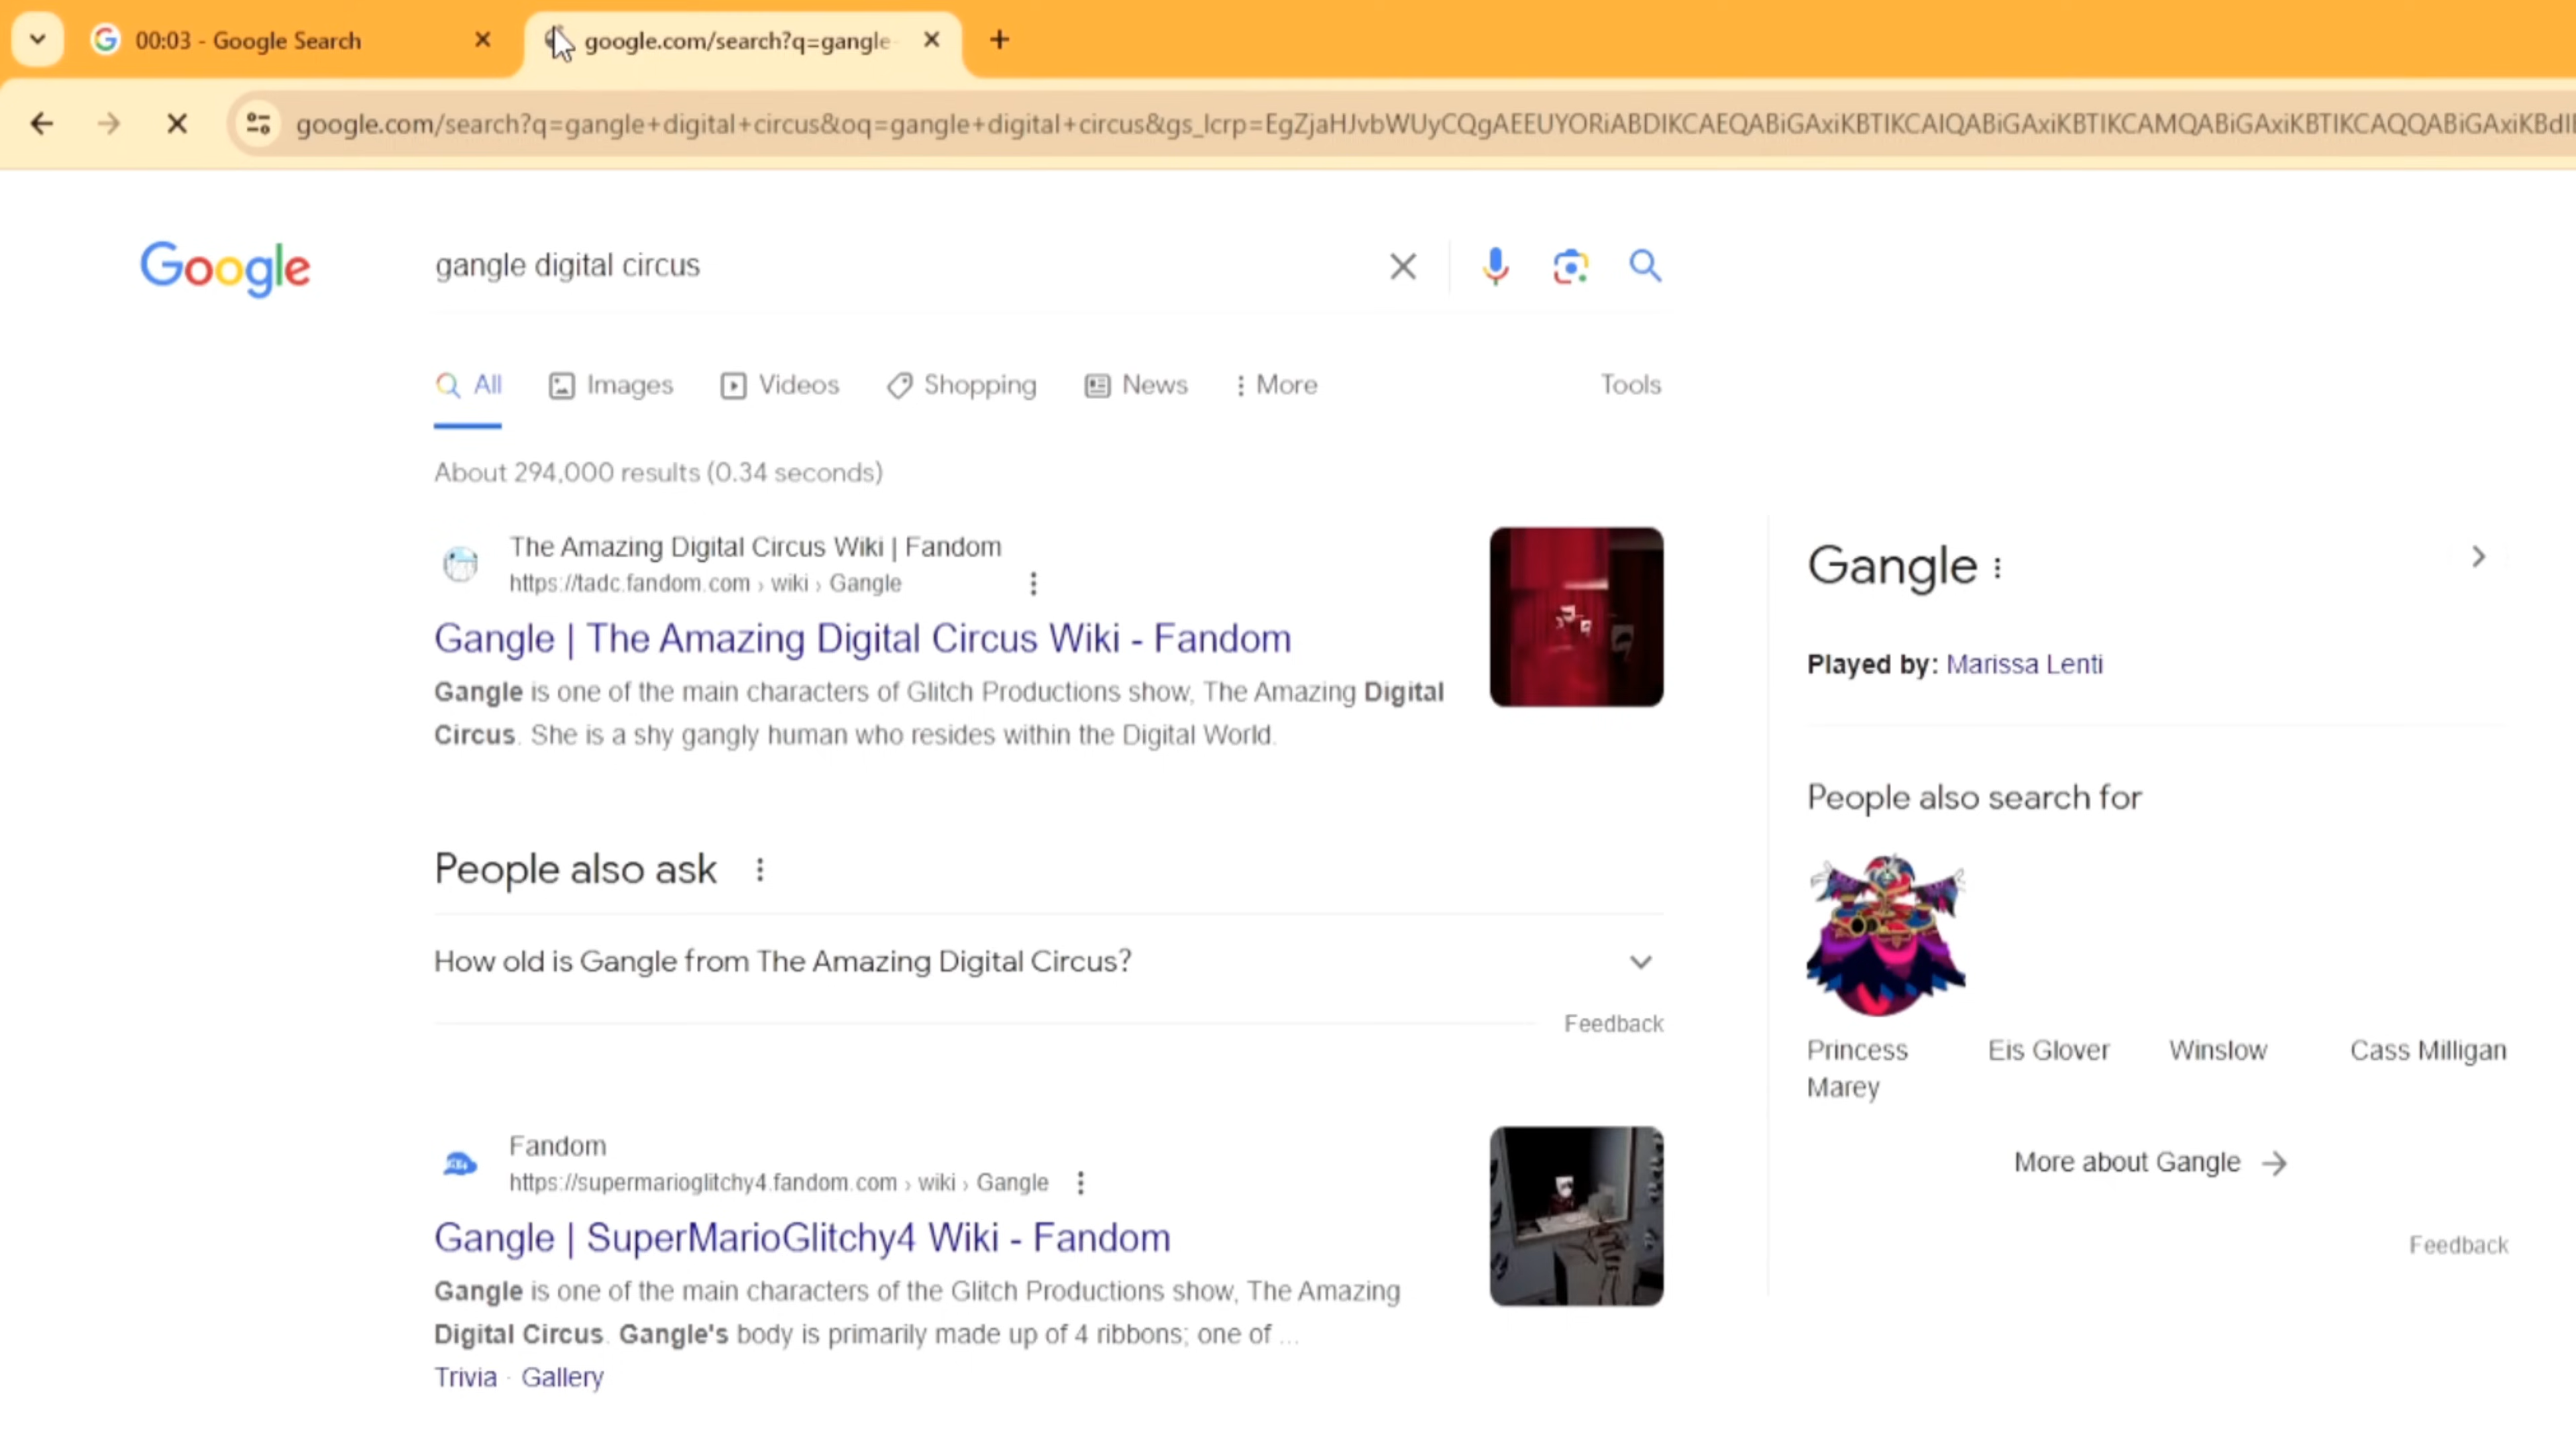 00:03 - Google Search
google.com/search?q=gangle
google.com/search?q=gangle+digital+circus&oq=gangle+digital+circus&gs_lcrp=EgZjaHJvbWUyCQgAEEUYORiABDIKCAEQABiGAxiKBTIKCAIQABiGAxiKBTIKCAMQABiGAxiKBTIKCAQQABiGAxiKBdI
Google
gangle digital circus
All Images Videos Shopping News More Tools
About 294,000 results (0.34 seconds)
The Amazing Digital Circus Wiki | Fandom
https://tadc.fandom.com › wiki › Gangle
Gangle | The Amazing Digital Circus Wiki - Fandom
Gangle is one of the main characters of Glitch Productions show, The Amazing Digital
Circus. She is a shy gangly human who resides within the Digital World.
People also ask
How old is Gangle from The Amazing Digital Circus?
Feedback
Fandom
https://supermarioglitchy4.fandom.com › wiki › Gangle
Gangle | SuperMarioGlitchy4 Wiki - Fandom
Gangle is one of the main characters of the Glitch Productions show, The Amazing
Digital Circus. Gangle's body is primarily made up of 4 ribbons; one of ...
Trivia · Gallery
Gangle
Played by: Marissa Lenti
People also search for
Princess
Marey
Eis Glover
Winslow
Cass Milligan
More about Gangle
Feedback